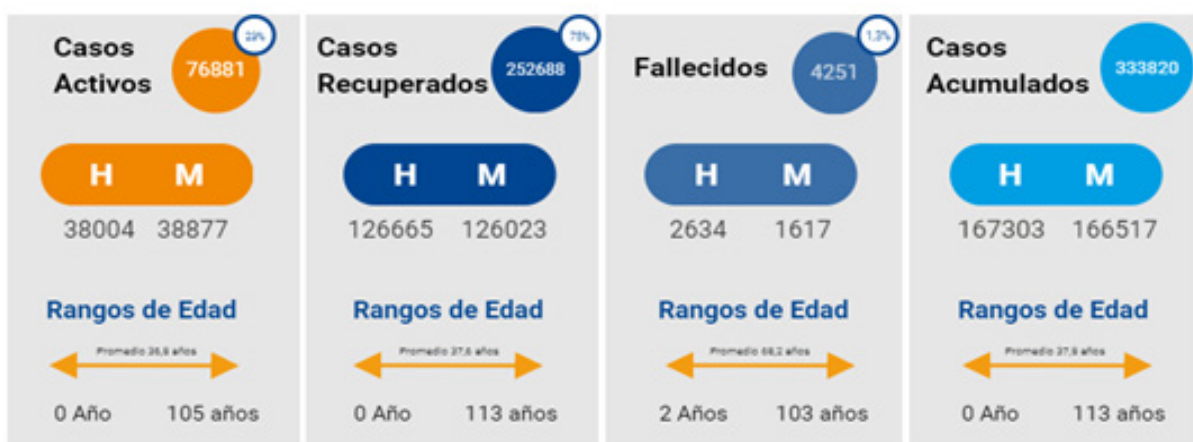 Casos
Activos
76881
Casos
Recuperados
252688
Fallecidos
4251
1,3%
Casos
Acumulados
333820
H M
38004 38877
H M
126665 126023
H M
2634 1617
H M
167303 166517
Rangos de Edad
Promedio 36,8 años
0 Año 105 años
Rangos de Edad
Promedio 37,6 años
0 Año 113 años
Rangos de Edad
Promedio 68,2 años
2 Años 103 años
Rangos de Edad
Promedio 37,8 años
0 Año 113 años